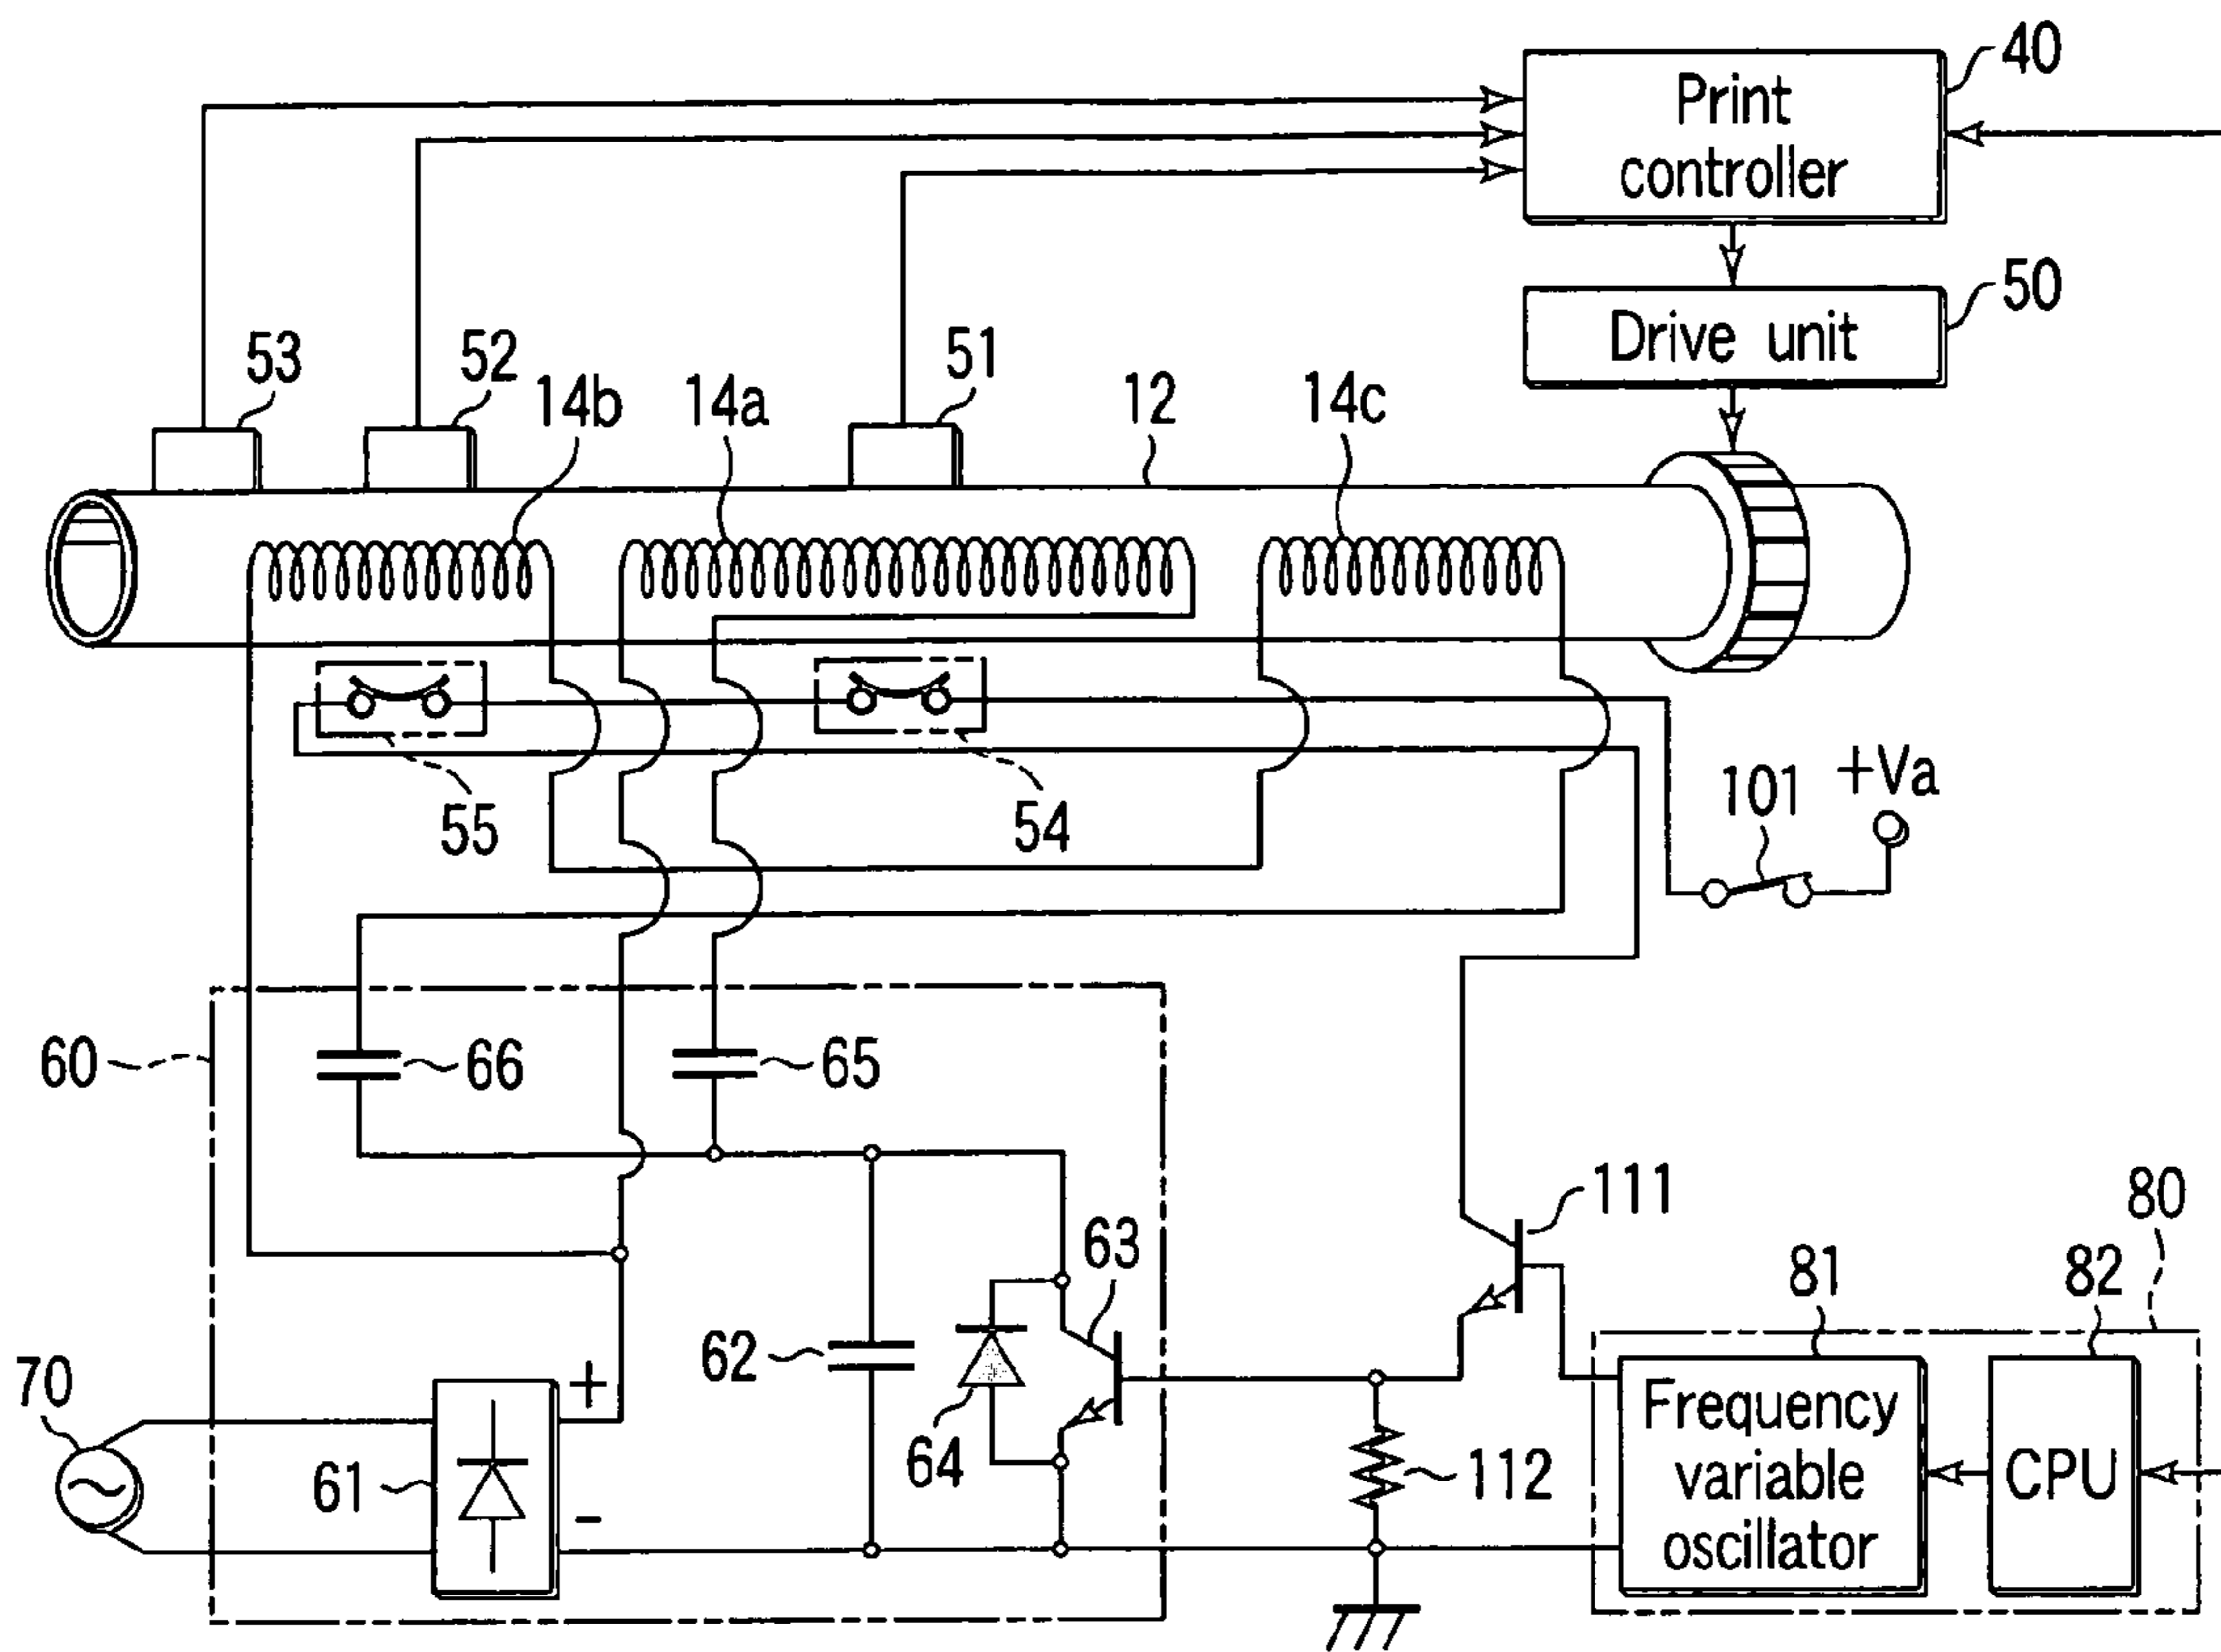 40
Print
controller
50
Drive unit
53
52
14b
14a
51
12
14c
55
54
101
+Va
60
66
65
111
80
63
81
82
62
70
+
61
64
-
112
Frequency
variable
oscillator
CPU